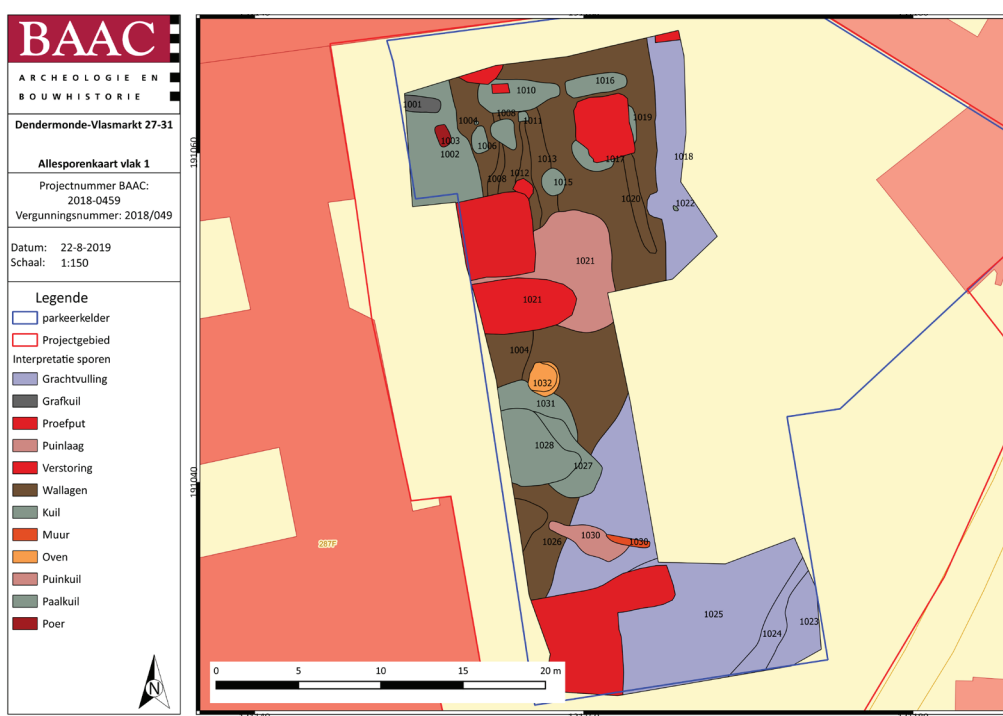 BAAC
ARCHEOLOGIE EN
BOUWHISTORIE
Dendermonde-Vlasmarkt 27-31
Allesporenkaart vlak 1
Projectnummer BAAC:
2018-0459
Vergunningsnummer: 2018/049
Datum: 22-8-2019
Schaal: 1:150
Legende
parkeerkelder
Projectgebied
Interpretatie sporen
Grachtvulling
Grafkuil
Proefput
Puinlaag
Verstoring
Wallagen
Kuil
Muur
Oven
Puinkuil
Paalkuil
Poer
N
191060
191040
1001
1010
1016
1004
1008
1011
1019
1003
1002
1006
1013
1017
1018
1008
1012
1015
1020
1022
1021
1021
1004
1032
1031
1028
1027
1026
1030
1030
287F
1025
1024
1023
0 5 10 15 20 m